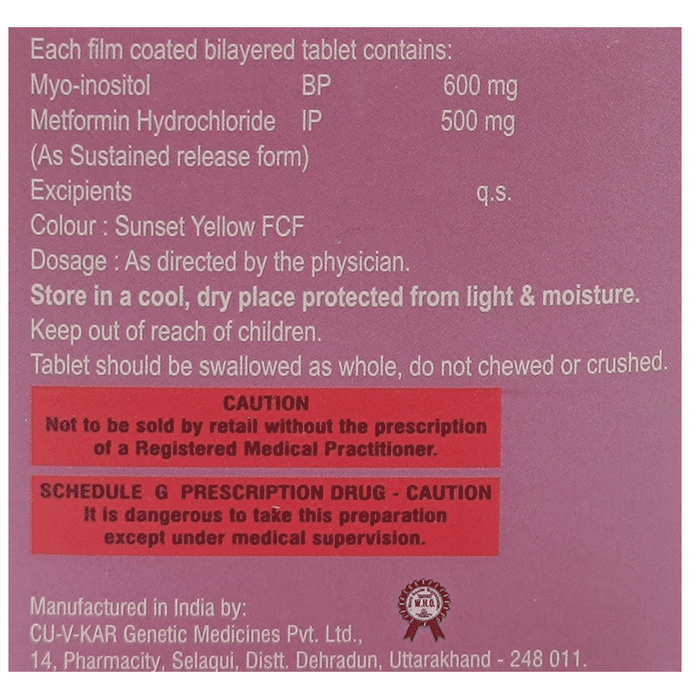 Each film coated bilayered tablet contains:
Myo-inositol BP 600 mg
Metformin Hydrochloride IP 500 mg
(As Sustained release form)
Excipients q.s.
Colour : Sunset Yellow FCF
Dosage : As directed by the physician.
Store in a cool, dry place protected from light & moisture.
Keep out of reach of children.
Tablet should be swallowed as whole, do not chewed or crushed.
CAUTION
Not to be sold by retail without the prescription
of a Registered Medical Practitioner.
SCHEDULE G PRESCRIPTION DRUG - CAUTION
It is dangerous to take this preparation
except under medical supervision.
Manufactured in India by:
W.H.O.
CU-V-KAR Genetic Medicines Pvt. Ltd.,
14, Pharmacity, Selaqui, Distt. Dehradun, Uttarakhand - 248 011.